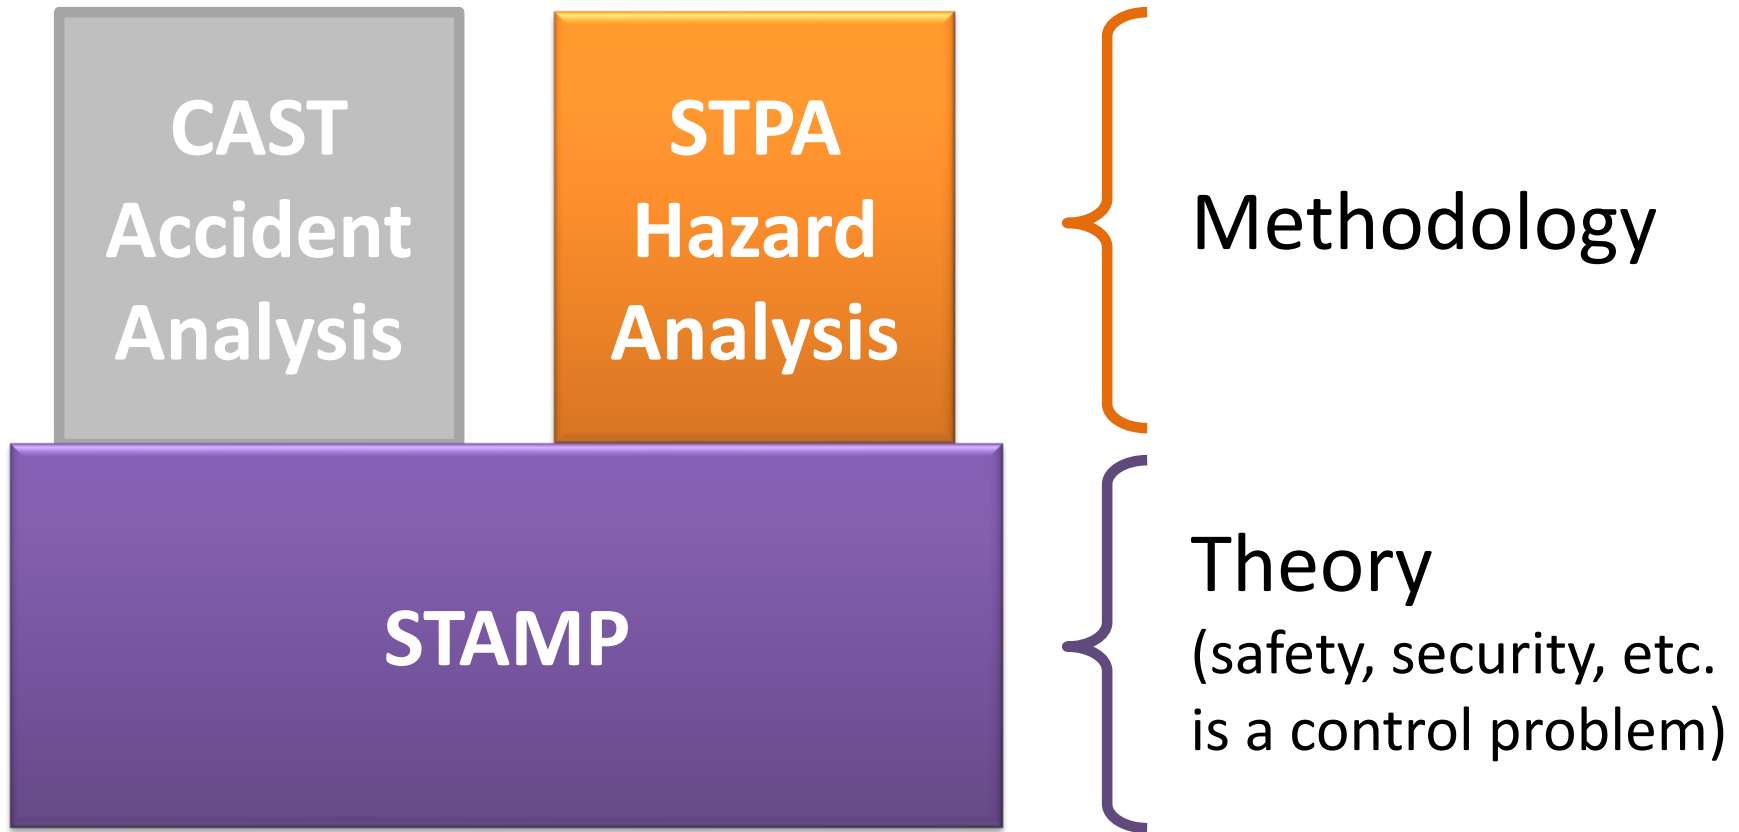 CAST
Accident
Analysis
STPA
Hazard
Analysis
Methodology
STAMP
Theory
(safety, security, etc.
is a control problem)